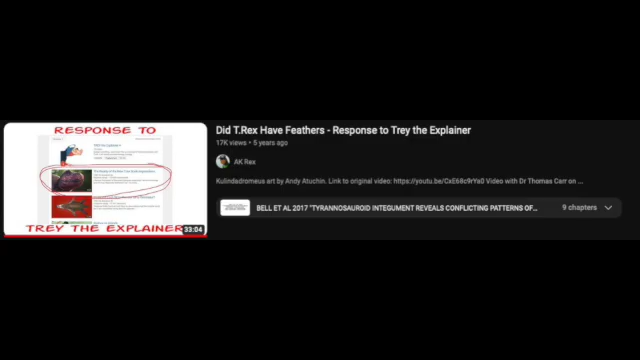 RESPONSE TO
TREY THE EXPLAINER
33:04
Did T.Rex Have Feathers - Response to Trey the Explainer
17K views • 5 years ago
AK Rex
Kulindadromeus art by Andy Atuchin. Link to original video: https://youtu.be/CxE68c9rYa0 Video with Dr Thomas Carr on ...
BELL ET AL 2017 "TYRANNOSAUROID INTEGUMENT REVEALS CONFLICTING PATTERNS OF...
9 chapters